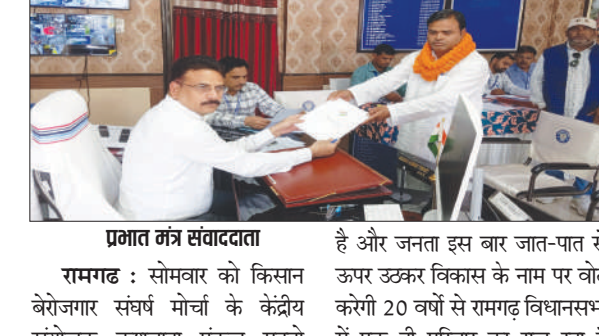 प्रभात मंत्र संवाददाता
रामगढ : सोमवार को किसान
बेरोजगार संघर्ष मोर्चा के केंद्रीय
है और जनता इस बार जात-पात से
ऊपर उठकर विकास के नाम पर वोट
करेगी 20 वर्षो से रामगढ़ विधानसभ